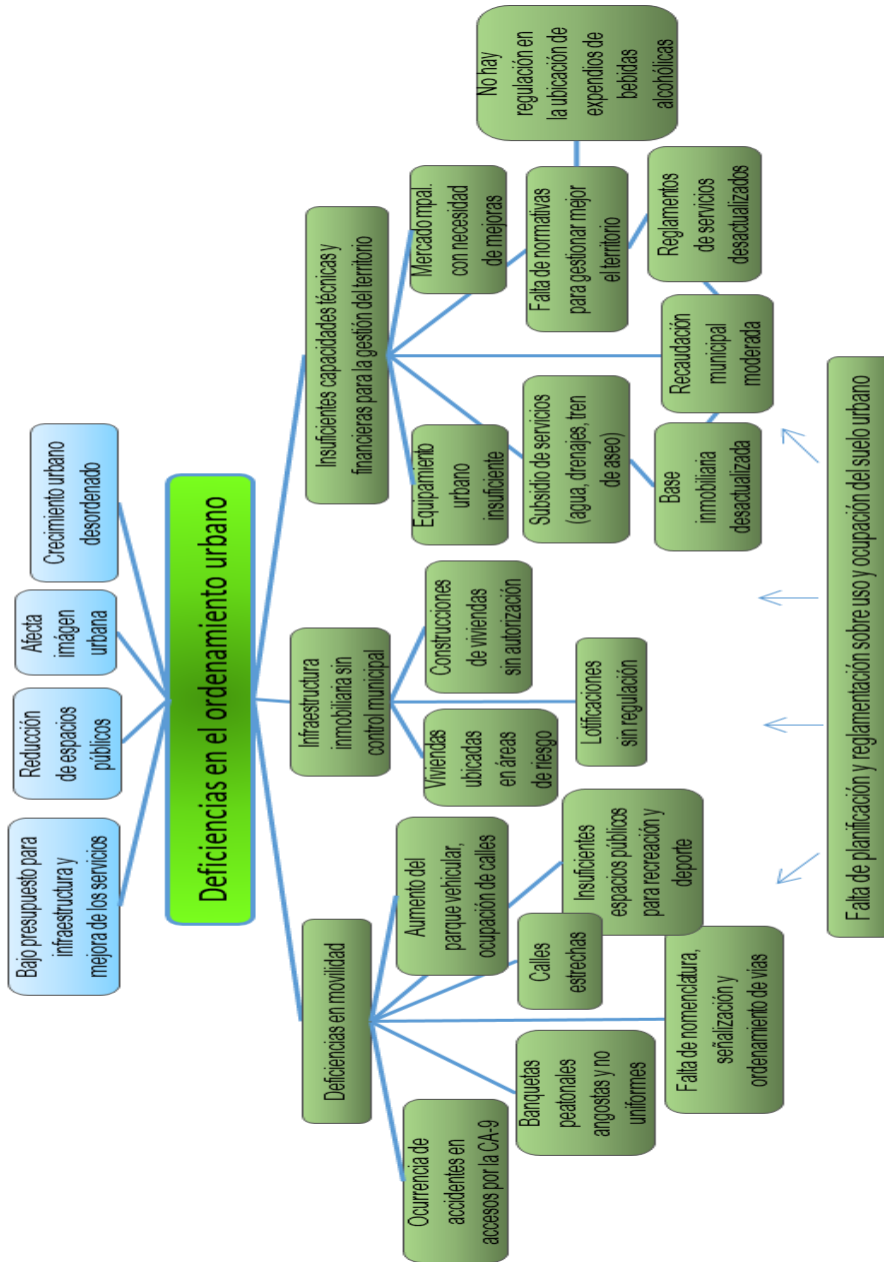 Bajo presupuesto para
infraestructura y
mejora de los servicios
Reducción
de espacios
públicos
Afecta
imágen
urbana
Crecimiento urbano
desordenado
Deficiencias en el ordenamiento urbano
Deficiencias en movilidad
Infraestructura
inmobiliaria sin
control municipal
Insuficientes capacidades técnicas y
financieras para la gestión del territorio
Ocurrencia de
accidentes en
accesos por la CA-9
Aumento del
parque vehicular,
ocupación de calles
Viviendas
ubicadas
en áreas
de riesgo
Construcciones
de viviendas
sin autorización
Equipamiento
urbano
insuficiente
Mercado mpal.
con necesidad
de mejoras
No hay
regulación en
la ubicación de
expendios de
bebidas
alcohólicas
Banquetas
peatonales
angostas y no
uniformes
Calles
estrechas
Insuficientes
espacios públicos
para recreación y
deporte
Lotificaciones
sin regulación
Subsidio de servicios
(agua, drenajes, tren
de aseo)
Falta de normativas
para gestionar mejor
el territorio
Falta de nomenclatura,
señalización y
ordenamiento de vías
Base
inmobiliaria
desactualizada
Recaudación
municipal
moderada
Reglamentos
de servicios
desactualizados
Falta de planificación y reglamentación sobre uso y ocupación del suelo urbano